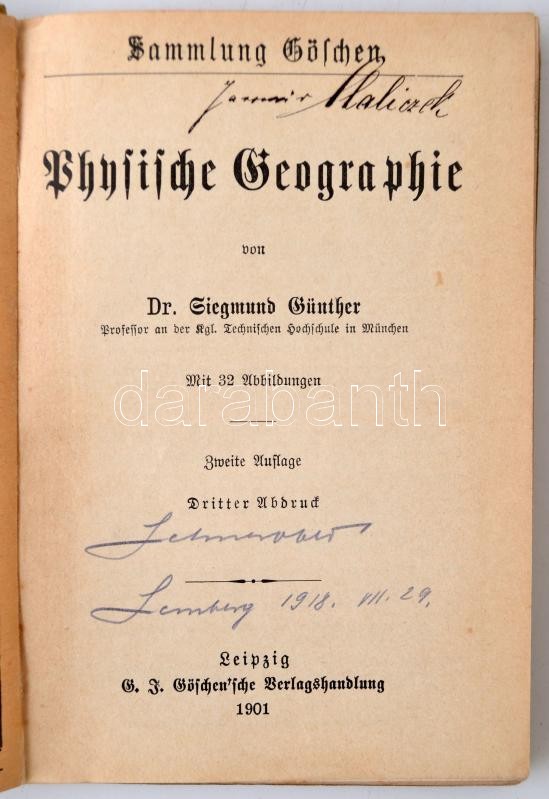 Sammlung Göschen
Physische Geographie
von
Dr. Siegmund Günther
Professor an der Kgl. Technischen Hochschule in München
Mit 32 Abbildungen
darabanth
Zweite Auflage
Dritter Abdruck
Lemberg 1918. VII. 29.
Leipzig
G. J. Göschen'sche Verlagshandlung
1901